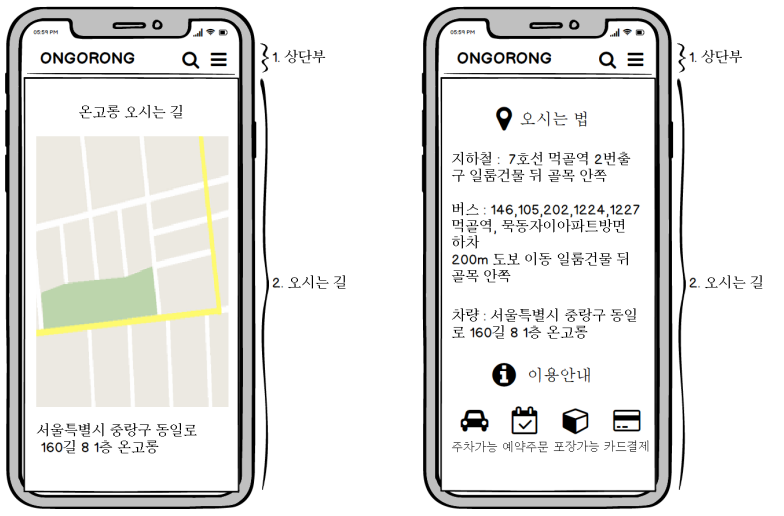 05:59 PM
ONGORONG
1. 상단부
온고롱 오시는 길
2. 오시는 길
서울특별시 중랑구 동일로
160길 8 1층 온고롱
05:59 PM
ONGORONG
1. 상단부
오시는 법
지하철 : 7호선 먹골역 2번출
구 일룸건물 뒤 골목 안쪽
버스 : 146,105,202,1224,1227
먹골역, 묵동자이아파트방면
하차
200m 도보 이동 일룸건물 뒤
골목 안쪽
2. 오시는 길
차량 : 서울특별시 중랑구 동일
로 160길 8 1층 온고롱
이용안내
주차가능 예약주문 포장가능 카드결제